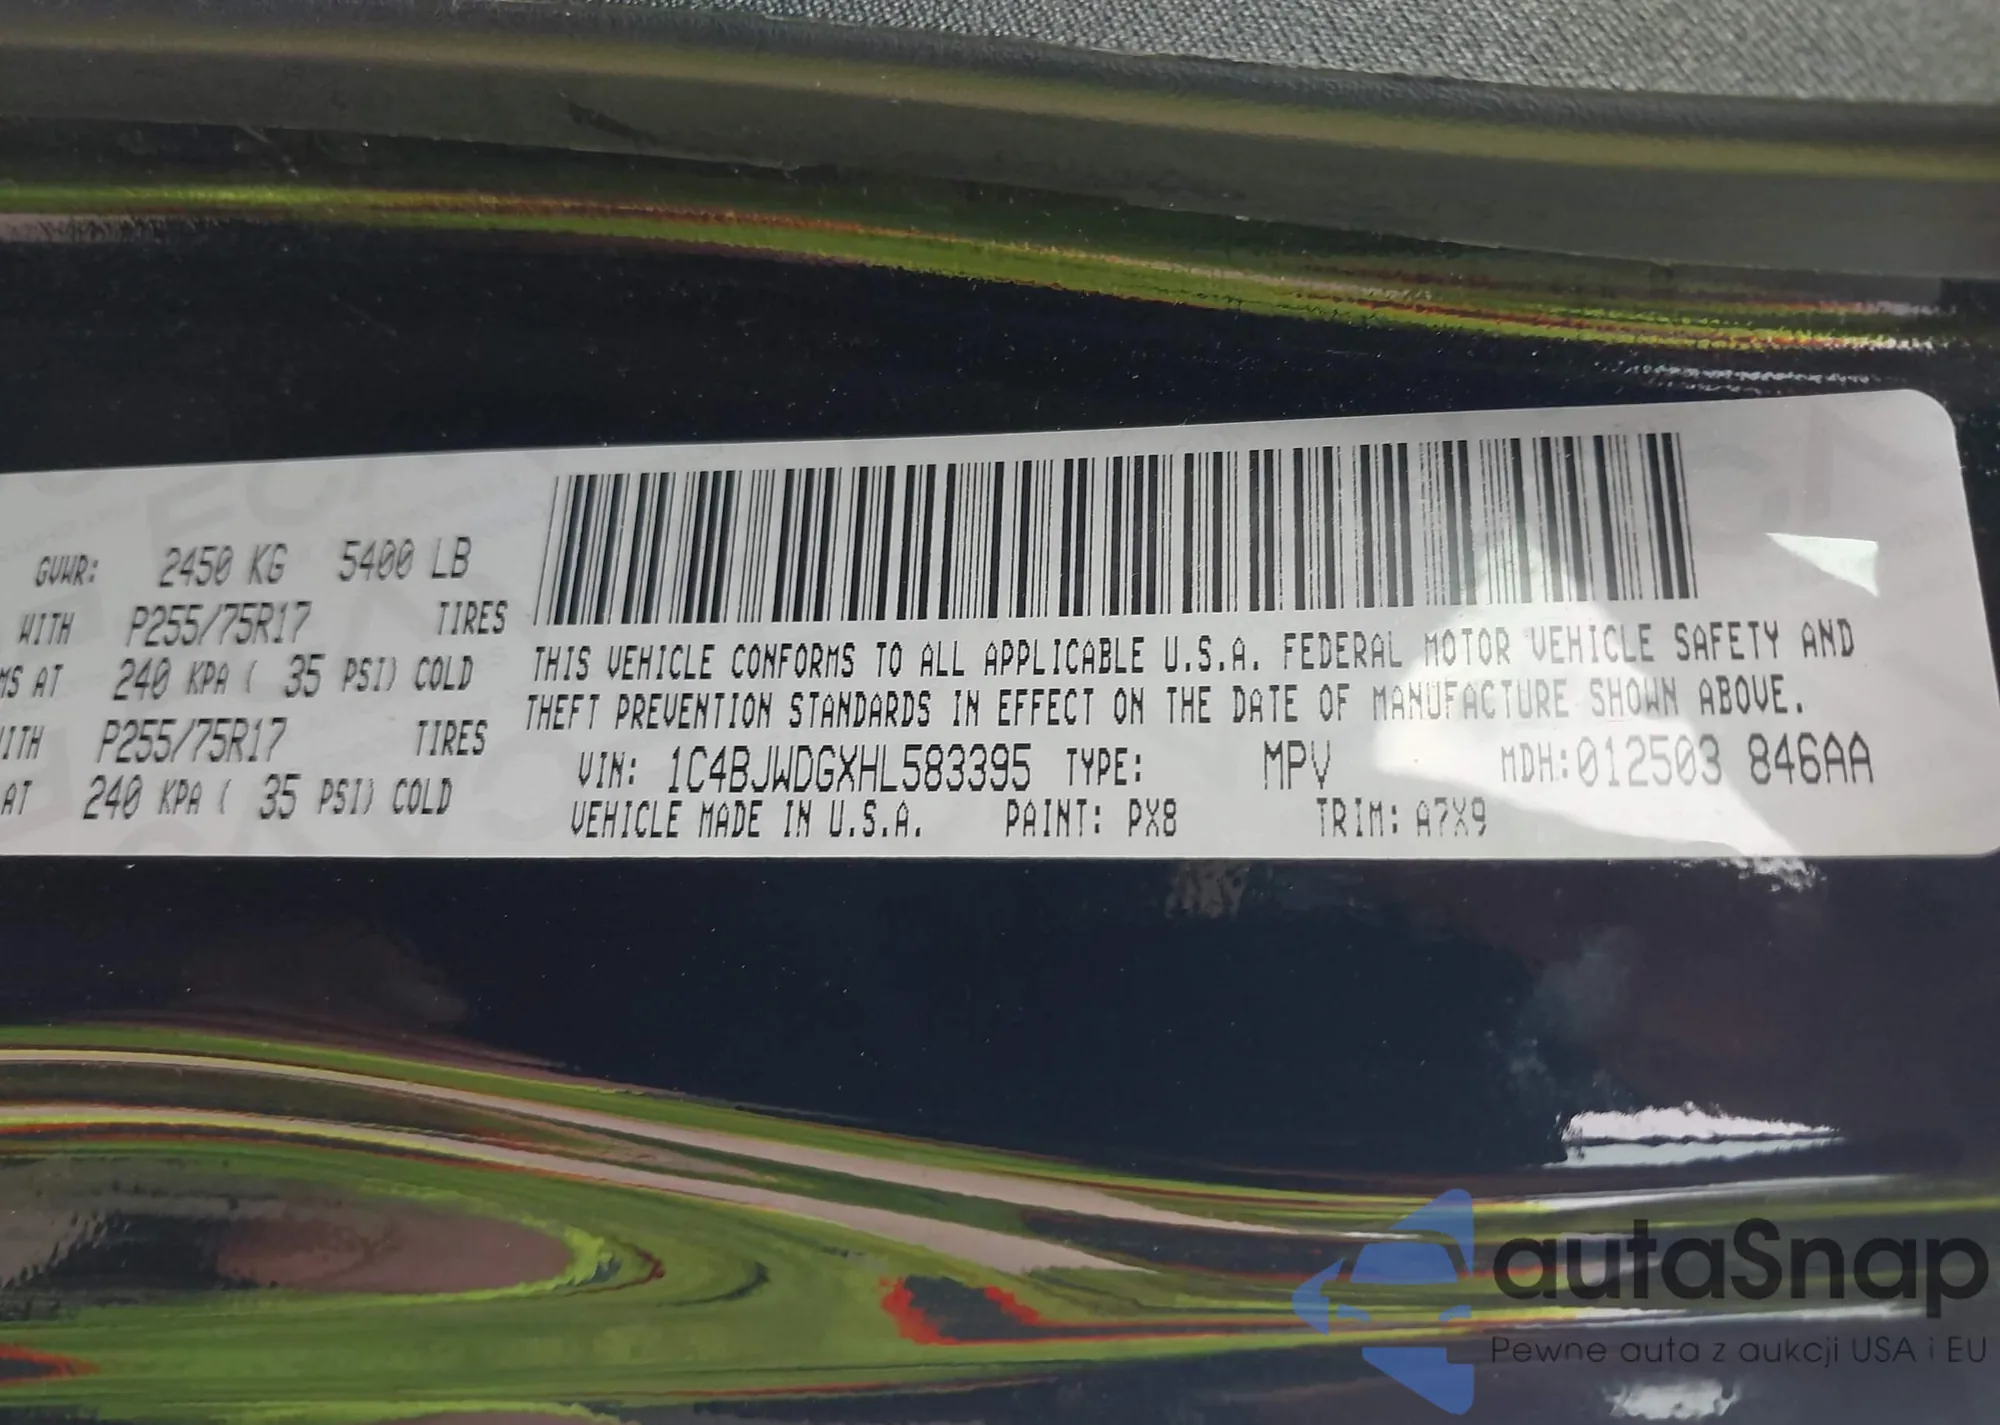 GVWR: 2450 KG 5400 LB
WITH P255/75R17 TIRES
MS AT 240 KPA ( 35 PSI) COLD
ITH P255/75R17 TIRES
AT 240 KPA ( 35 PSI) COLD
THIS VEHICLE CONFORMS TO ALL APPLICABLE U.S.A. FEDERAL MOTOR VEHICLE SAFETY AND
THEFT PREVENTION STANDARDS IN EFFECT ON THE DATE OF MANUFACTURE SHOWN ABOVE.
VIN: 1C4BJWDGXHL583395 TYPE: MPV MDH:012503 846AA
VEHICLE MADE IN U.S.A. PAINT: PX8 TRIM: A7X9
autaSnap
Pewne auta z aukcji USA i EU